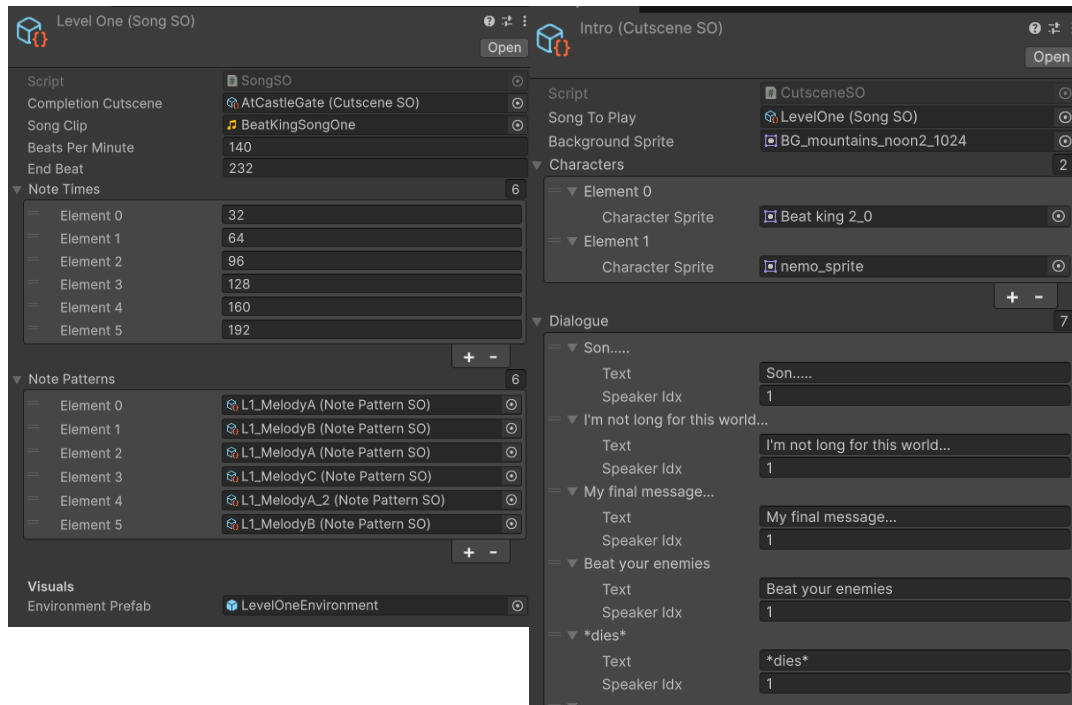 Level One (Song SO)
Open
Script SongSO
Completion Cutscene AtCastleGate (Cutscene SO)
Song Clip BeatKingSongOne
Beats Per Minute 140
End Beat 232
Note Times 6
Element 0 32
Element 1 64
Element 2 96
Element 3 128
Element 4 160
Element 5 192
+ -
Note Patterns 6
Element 0 L1_MelodyA (Note Pattern SO)
Element 1 L1_MelodyB (Note Pattern SO)
Element 2 L1_MelodyA (Note Pattern SO)
Element 3 L1_MelodyC (Note Pattern SO)
Element 4 L1_MelodyA_2 (Note Pattern SO)
Element 5 L1_MelodyB (Note Pattern SO)
+ -
Visuals
Environment Prefab LevelOneEnvironment
Intro (Cutscene SO)
Open
Script CutsceneSO
Song To Play LevelOne (Song SO)
Background Sprite BG_mountains_noon2_1024
Characters 2
Element 0
Character Sprite Beat king 2_0
Element 1
Character Sprite nemo_sprite
+ -
Dialogue 7
Son.....
Text Son.....
Speaker Idx 1
I'm not long for this world...
Text I'm not long for this world...
Speaker Idx 1
My final message...
Text My final message...
Speaker Idx 1
Beat your enemies
Text Beat your enemies
Speaker Idx 1
*dies*
Text *dies*
Speaker Idx 1